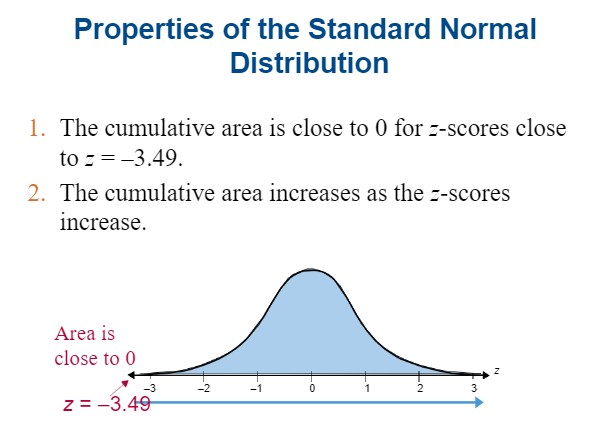 Properties of the Standard Normal
Distribution
1. The cumulative area is close to 0 for z-scores close
to z = –3.49.
2. The cumulative area increases as the z-scores
increase.
Area is
close to 0
z
–3 –2 –1 0 1 2 3
z = –3.49